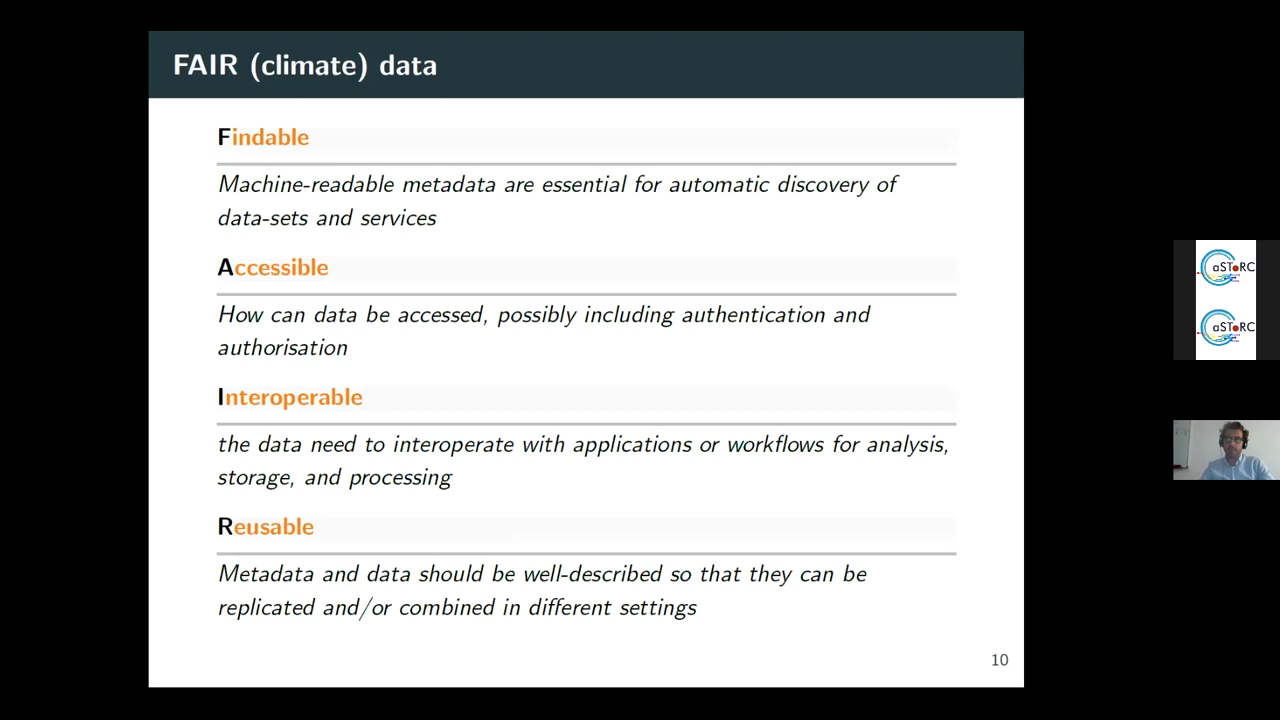 FAIR (climate) data
Findable
Machine-readable metadata are essential for automatic discovery of
data-sets and services
Accessible
How can data be accessed, possibly including authentication and
authorisation
Interoperable
the data need to interoperate with applications or workflows for analysis,
storage, and processing
Reusable
Metadata and data should be well-described so that they can be
replicated and/or combined in different settings
10
aSToRC
aSToRC